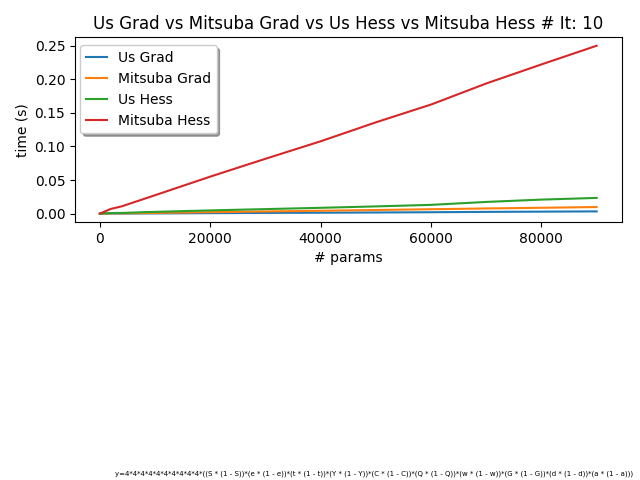 Us Grad vs Mitsuba Grad vs Us Hess vs Mitsuba Hess # It: 10
Us Grad
Mitsuba Grad
Us Hess
Mitsuba Hess
time (s)
0.25
0.20
0.15
0.10
0.05
0.00
0 20000 40000 60000 80000
# params
y=4*4*4*4*4*4*4*4*4*4*((S * (1 - S))*(e * (1 - e))*(t * (1 - t))*(Y * (1 - Y))*(C * (1 - C))*(Q * (1 - Q))*(w * (1 - w))*(G * (1 - G))*(d * (1 - d))*(a * (1 - a)))